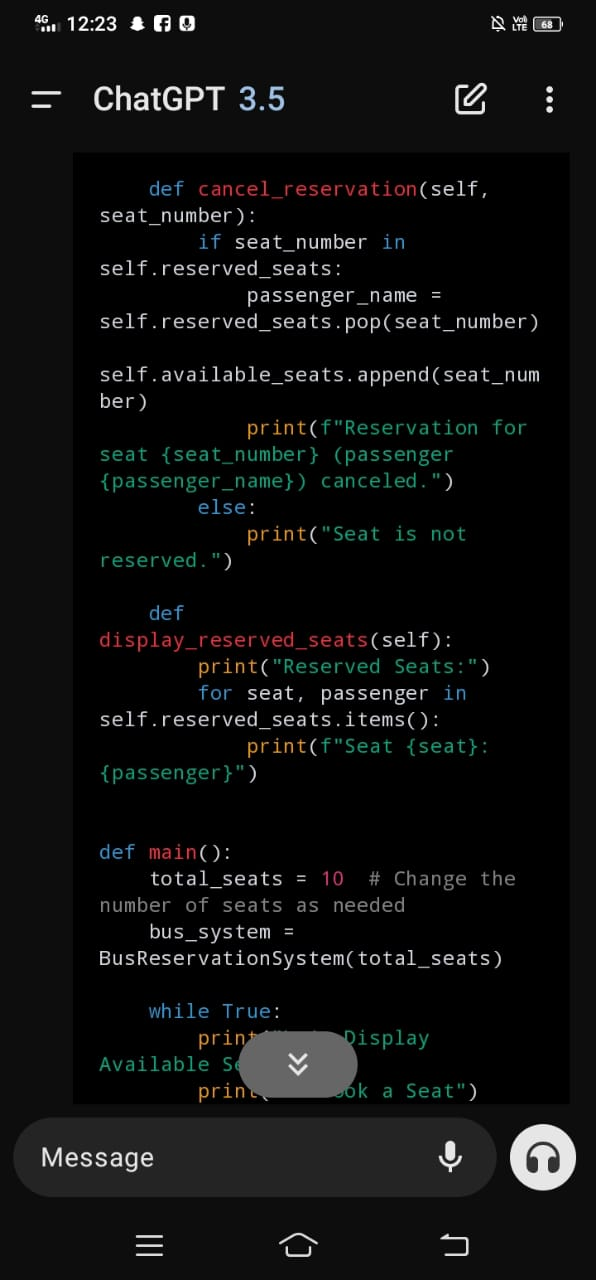 4G 12:23 Vol) LTE 68
ChatGPT 3.5
def cancel_reservation(self,
seat_number):
if seat_number in
self.reserved_seats:
passenger_name =
self.reserved_seats.pop(seat_number)
self.available_seats.append(seat_num
ber)
print(f"Reservation for
seat {seat_number} (passenger
{passenger_name}) canceled.")
else:
print("Seat is not
reserved.")
def
display_reserved_seats(self):
print("Reserved Seats:")
for seat, passenger in
self.reserved_seats.items():
print(f"Seat {seat}:
{passenger}")
def main():
total_seats = 10 # Change the
number of seats as needed
bus_system =
BusReservationSystem(total_seats)
while True:
print Display
Available
print( a Seat")
Message